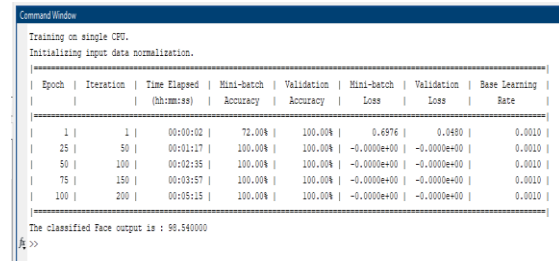 Command Window
Training on single CPU.
Initializing input data normalization.
|======================================================================================================================|
| Epoch | Iteration | Time Elapsed | Mini-batch | Validation | Mini-batch | Validation | Base Learning |
| | | (hh:mm:ss) | Accuracy | Accuracy | Loss | Loss | Rate |
|======================================================================================================================|
| 1 | 1 | 00:00:02 | 72.00% | 100.00% | 0.6976 | 0.0480 | 0.0010 |
| 25 | 50 | 00:01:17 | 100.00% | 100.00% | -0.0000e+00 | -0.0000e+00 | 0.0010 |
| 50 | 100 | 00:02:35 | 100.00% | 100.00% | -0.0000e+00 | -0.0000e+00 | 0.0010 |
| 75 | 150 | 00:03:57 | 100.00% | 100.00% | -0.0000e+00 | -0.0000e+00 | 0.0010 |
| 100 | 200 | 00:05:15 | 100.00% | 100.00% | -0.0000e+00 | -0.0000e+00 | 0.0010 |
|======================================================================================================================|
The classified Face output is : 98.540000
fx >>